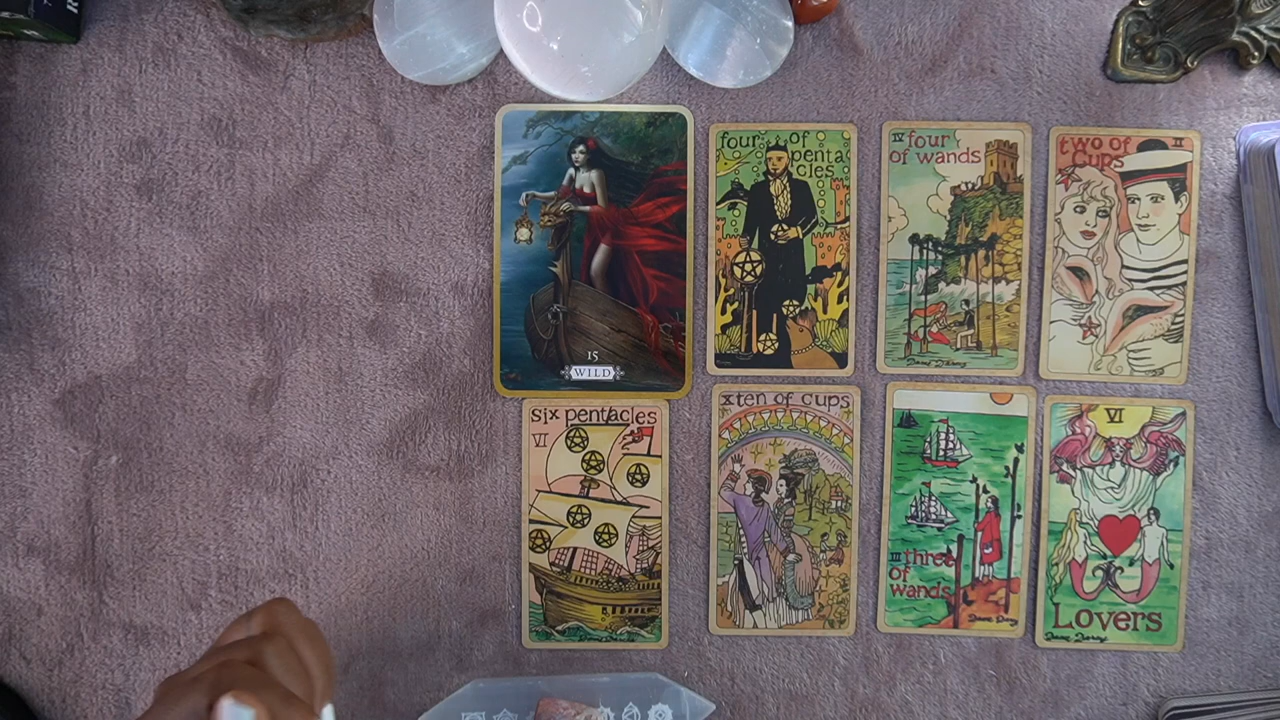 15
WILD
four of
penta
cles
IV four
of wands
two of II
cups
six pentacles
VI
x ten of cups
III three
of
wands
VI
Lovers